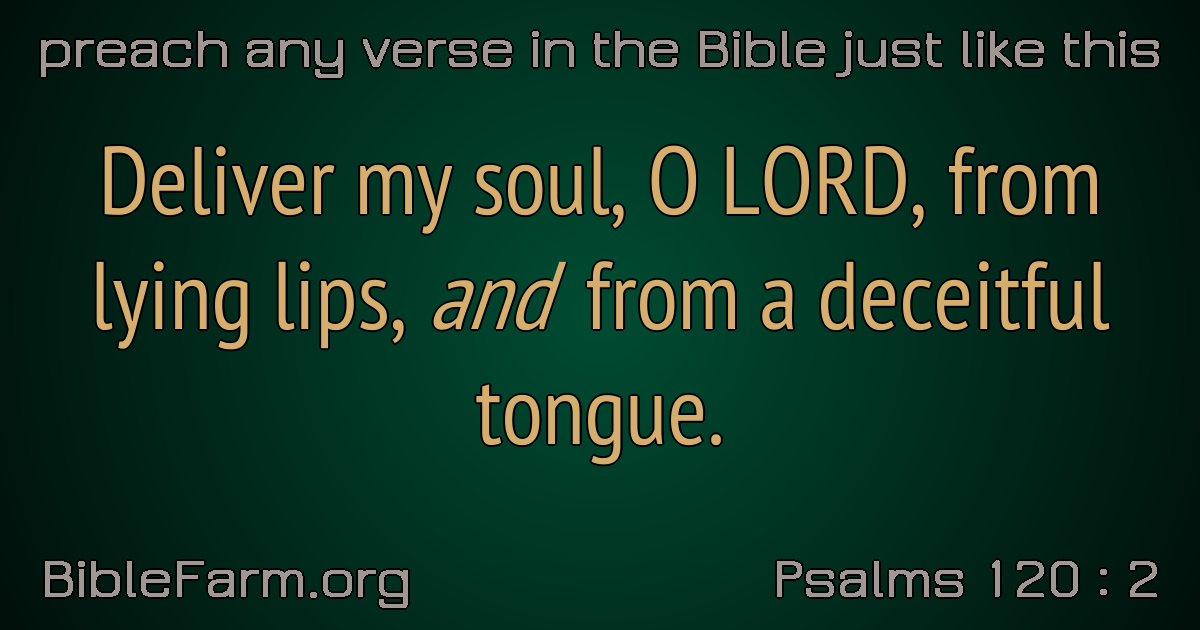 preach any verse in the Bible just like this
Deliver my soul, O LORD, from
lying lips, and from a deceitful
tongue.
BibleFarm.org
Psalms 120 : 2